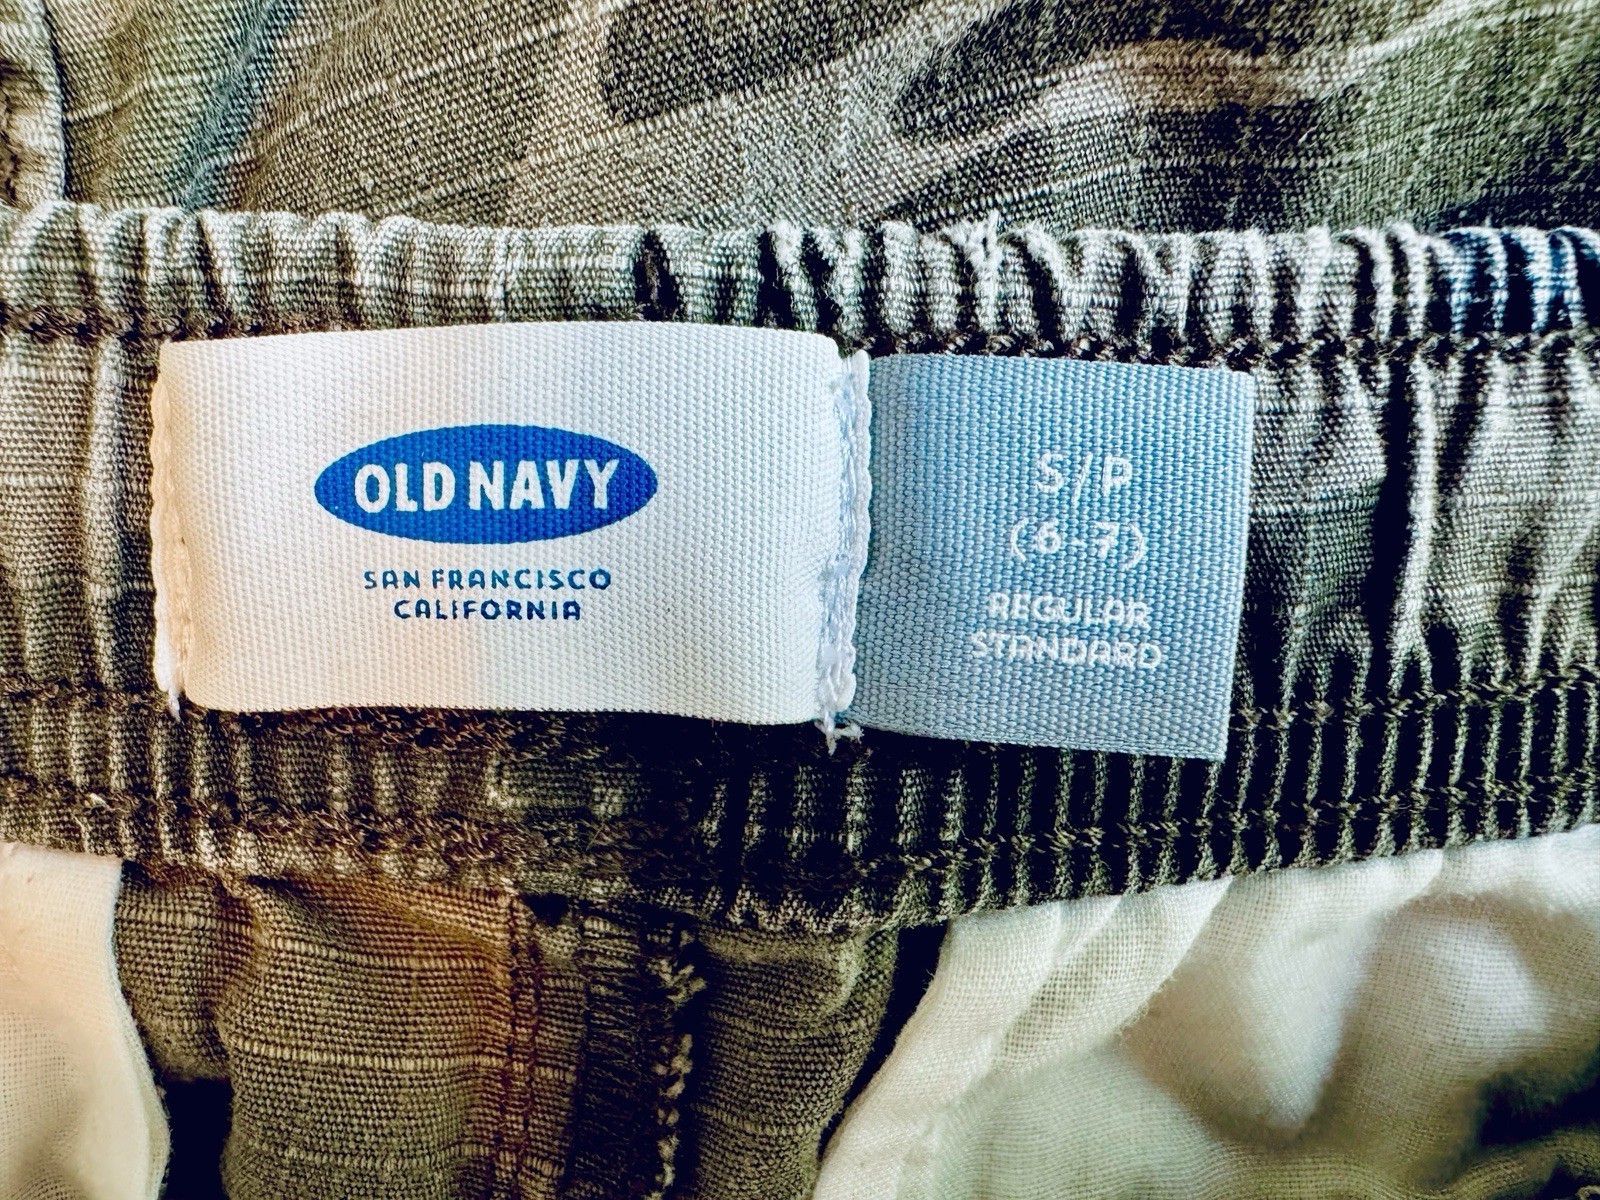 OLD NAVY
SAN FRANCISCO
CALIFORNIA
S/P
(6-7)
REGULAR
STANDARD